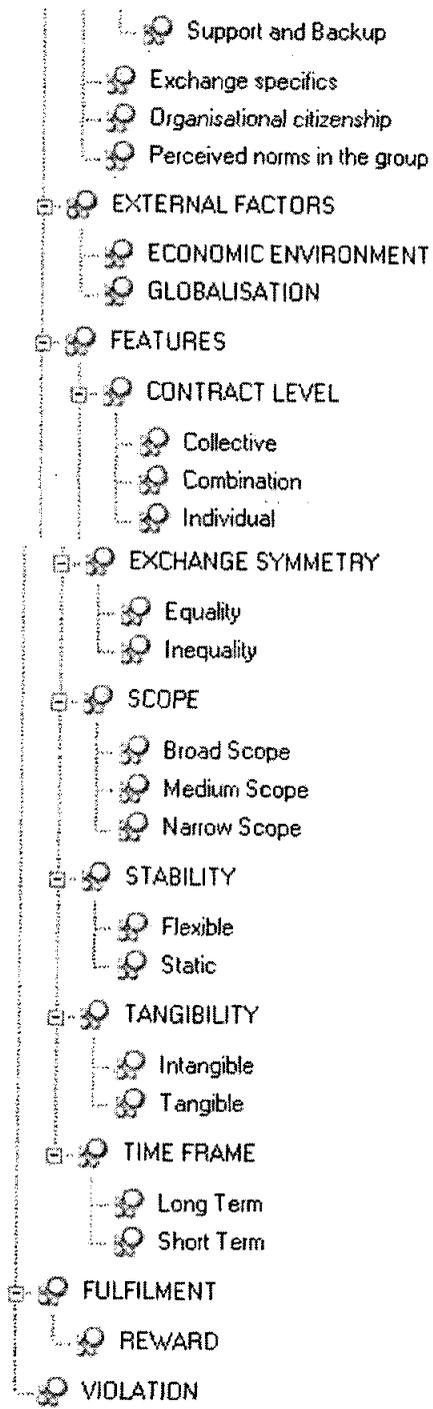 Support and Backup
Exchange specifics
Organisational citizenship
Perceived norms in the group
EXTERNAL FACTORS
ECONOMIC ENVIRONMENT
GLOBALISATION
FEATURES
CONTRACT LEVEL
Collective
Combination
Individual
EXCHANGE SYMMETRY
Equality
Inequality
SCOPE
Broad Scope
Medium Scope
Narrow Scope
STABILITY
Flexible
Static
TANGIBILITY
Intangible
Tangible
TIME FRAME
Long Term
Short Term
FULFILMENT
REWARD
VIOLATION